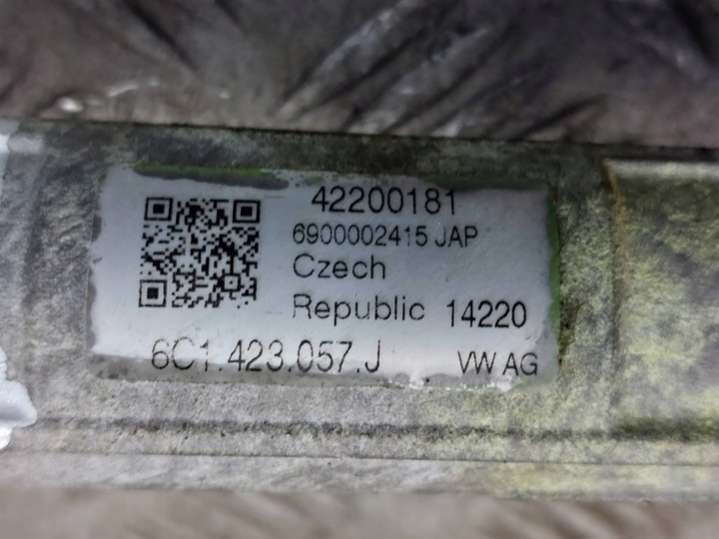 42200181
6900002415 JAP
Czech
Republic 14220
6C1.423.057.J VW AG